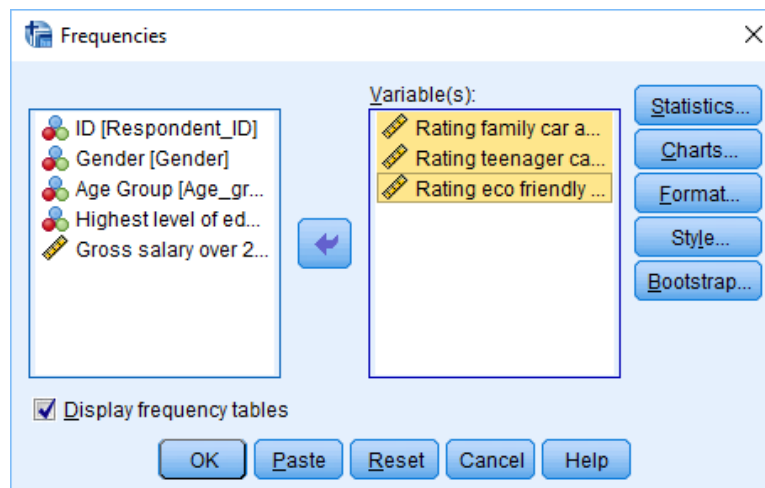 Frequencies
Variable(s):
ID [Respondent_ID]
Gender [Gender]
Age Group [Age_gr...
Highest level of ed...
Gross salary over 2...
Rating family car a...
Rating teenager ca...
Rating eco friendly ...
Statistics...
Charts...
Format...
Style...
Bootstrap...
Display frequency tables
OK Paste Reset Cancel Help